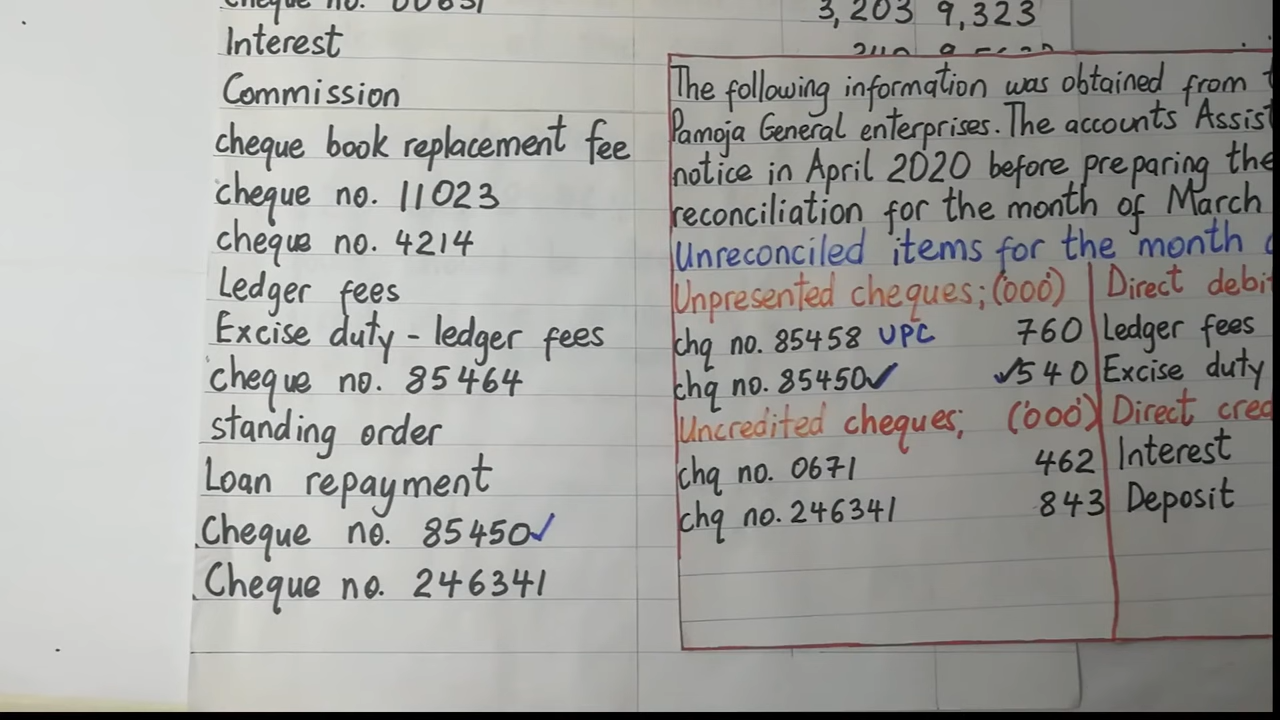 3,203 9,323
Interest
Commission
cheque book replacement fee
cheque no. 11023
cheque no. 4214
Ledger fees
Excise duty - ledger fees
cheque no. 85464
standing order
Loan repayment
Cheque no. 85450✓
Cheque no. 246341
The following information was obtained from
Pamoja General enterprises. The accounts Assis
notice in April 2020 before preparing the
reconciliation for the month of March
Unreconciled items for the month
Unpresented cheques; ('000')
chq no. 85458 UPC 760
chq no. 85450✓ ✓540
Uncredited cheques; ('000')
chq no. 0671 462
chq no. 246341 843
Direct debi
Ledger fees
Excise duty
Direct cred
Interest
Deposit